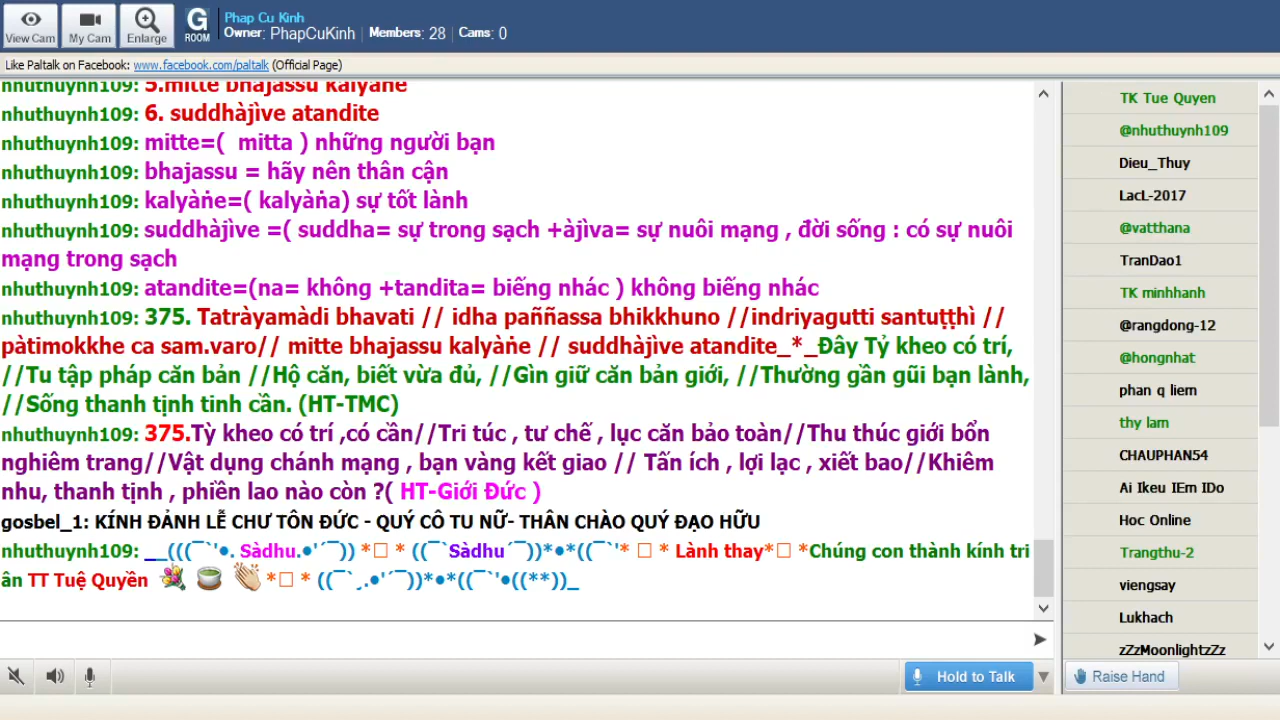 View Cam
My Cam
Enlarge
G
ROOM
Phap Cu Kinh
Owner: PhapCuKinh | Members: 28 | Cams: 0
Like Paltalk on Facebook: www.facebook.com/paltalk (Official Page)
nhuthuynh109: 5.mitte bhajassu kalyàṅe
nhuthuynh109: 6. suddhàjìve atandite
nhuthuynh109: mitte=( mitta ) những người bạn
nhuthuynh109: bhajassu = hãy nên thân cận
nhuthuynh109: kalyàṅe=( kalyàṅa) sự tốt lành
nhuthuynh109: suddhàjìve =( suddha= sự trong sạch +àjìva= sự nuôi mạng , đời sống : có sự nuôi
mạng trong sạch
nhuthuynh109: atandite=(na= không +tandita= biếng nhác ) không biếng nhác
nhuthuynh109: 375. Tatràyamàdi bhavati // idha paññassa bhikkhuno //indriyagutti santuṭṭhì //
pàtimokkhe ca sam.varo// mitte bhajassu kalyàṅe // suddhàjìve atandite_*_Đây Tỷ kheo có trí,
//Tu tập pháp căn bản //Hộ căn, biết vừa đủ, //Gìn giữ căn bản giới, //Thường gần gũi bạn lành,
//Sống thanh tịnh tinh cần. (HT-TMC)
nhuthuynh109: 375.Tỳ kheo có trí ,có cần//Tri túc , tư chế , lục căn bảo toàn//Thu thúc giới bổn
nghiêm trang//Vật dụng chánh mạng , bạn vàng kết giao // Tấn ích , lợi lạc , xiết bao//Khiêm
nhu, thanh tịnh , phiền lao nào còn ?( HT-Giới Đức )
gosbel_1: KÍNH ĐẢNH LỄ CHƯ TÔN ĐỨC - QUÝ CÔ TU NỮ- THÂN CHÀO QUÝ ĐẠO HỮU
nhuthuynh109: __(((¯`'•. Sàdhu.•'´¯)) *□ * ((¯`Sàdhu´¯))*•*((¯`'* □ * Lành thay*□ *Chúng con thành kính tri
ân TT Tuệ Quyền *□ * ((¯`¸.•'´¯))*•*((¯`'•((**))_
Hold to Talk
TK Tue Quyen
@nhuthuynh109
Dieu_Thuy
LacL-2017
@vatthana
TranDao1
TK minhhanh
@rangdong-12
@hongnhat
phan q liem
thy lam
CHAUPHAN54
Ai Ikeu IEm IDo
Hoc Online
Trangthu-2
viengsay
Lukhach
zZzMoonlightzZz
Raise Hand